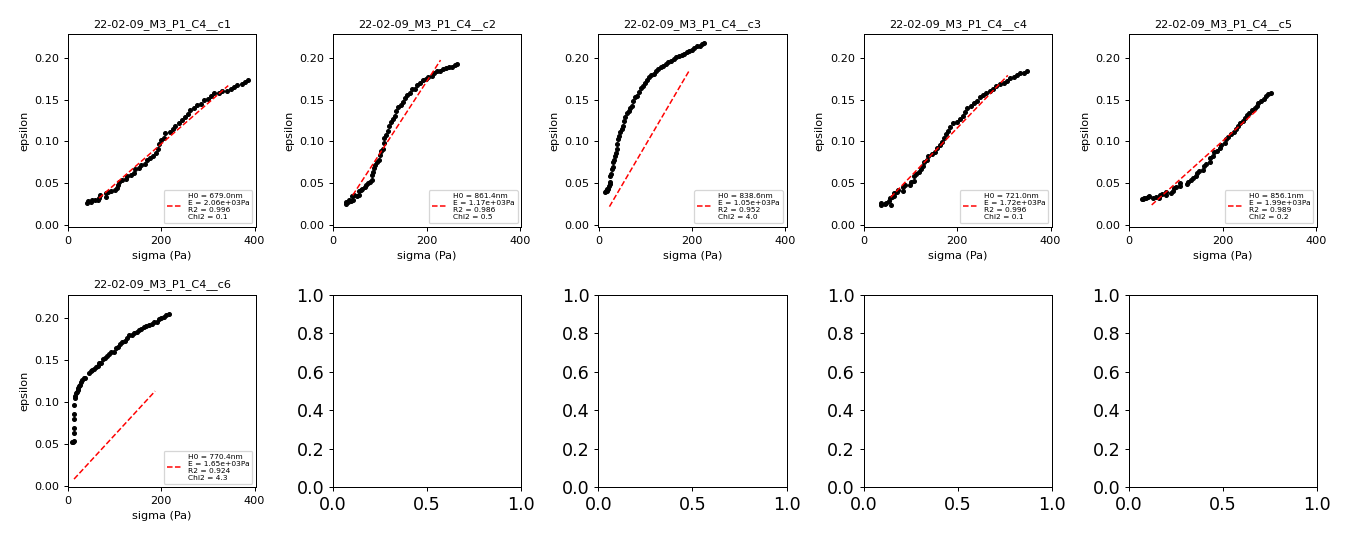 22-02-09_M3_P1_C4__c1
22-02-09_M3_P1_C4__c2
22-02-09_M3_P1_C4__c3
22-02-09_M3_P1_C4__c4
22-02-09_M3_P1_C4__c5
epsilon
0.20
0.15
0.10
0.05
0.00
H0 = 679.0nm
E = 2.06e+03Pa
R2 = 0.996
Chi2 = 0.1
0
200
400
sigma (Pa)
epsilon
0.20
0.15
0.10
0.05
0.00
H0 = 861.4nm
E = 1.17e+03Pa
R2 = 0.986
Chi2 = 0.5
0
200
400
sigma (Pa)
epsilon
0.20
0.15
0.10
0.05
0.00
H0 = 838.6nm
E = 1.05e+03Pa
R2 = 0.952
Chi2 = 4.0
0
200
400
sigma (Pa)
epsilon
0.20
0.15
0.10
0.05
0.00
H0 = 721.0nm
E = 1.72e+03Pa
R2 = 0.996
Chi2 = 0.1
0
200
400
sigma (Pa)
epsilon
0.20
0.15
0.10
0.05
0.00
H0 = 856.1nm
E = 1.99e+03Pa
R2 = 0.989
Chi2 = 0.2
0
200
400
sigma (Pa)
22-02-09_M3_P1_C4__c6
epsilon
0.20
0.15
0.10
0.05
0.00
H0 = 770.4nm
E = 1.65e+03Pa
R2 = 0.924
Chi2 = 4.3
0
200
400
sigma (Pa)
1.0
0.8
0.6
0.4
0.2
0.0
0.0
0.5
1.0
1.0
0.8
0.6
0.4
0.2
0.0
0.0
0.5
1.0
1.0
0.8
0.6
0.4
0.2
0.0
0.0
0.5
1.0
1.0
0.8
0.6
0.4
0.2
0.0
0.0
0.5
1.0